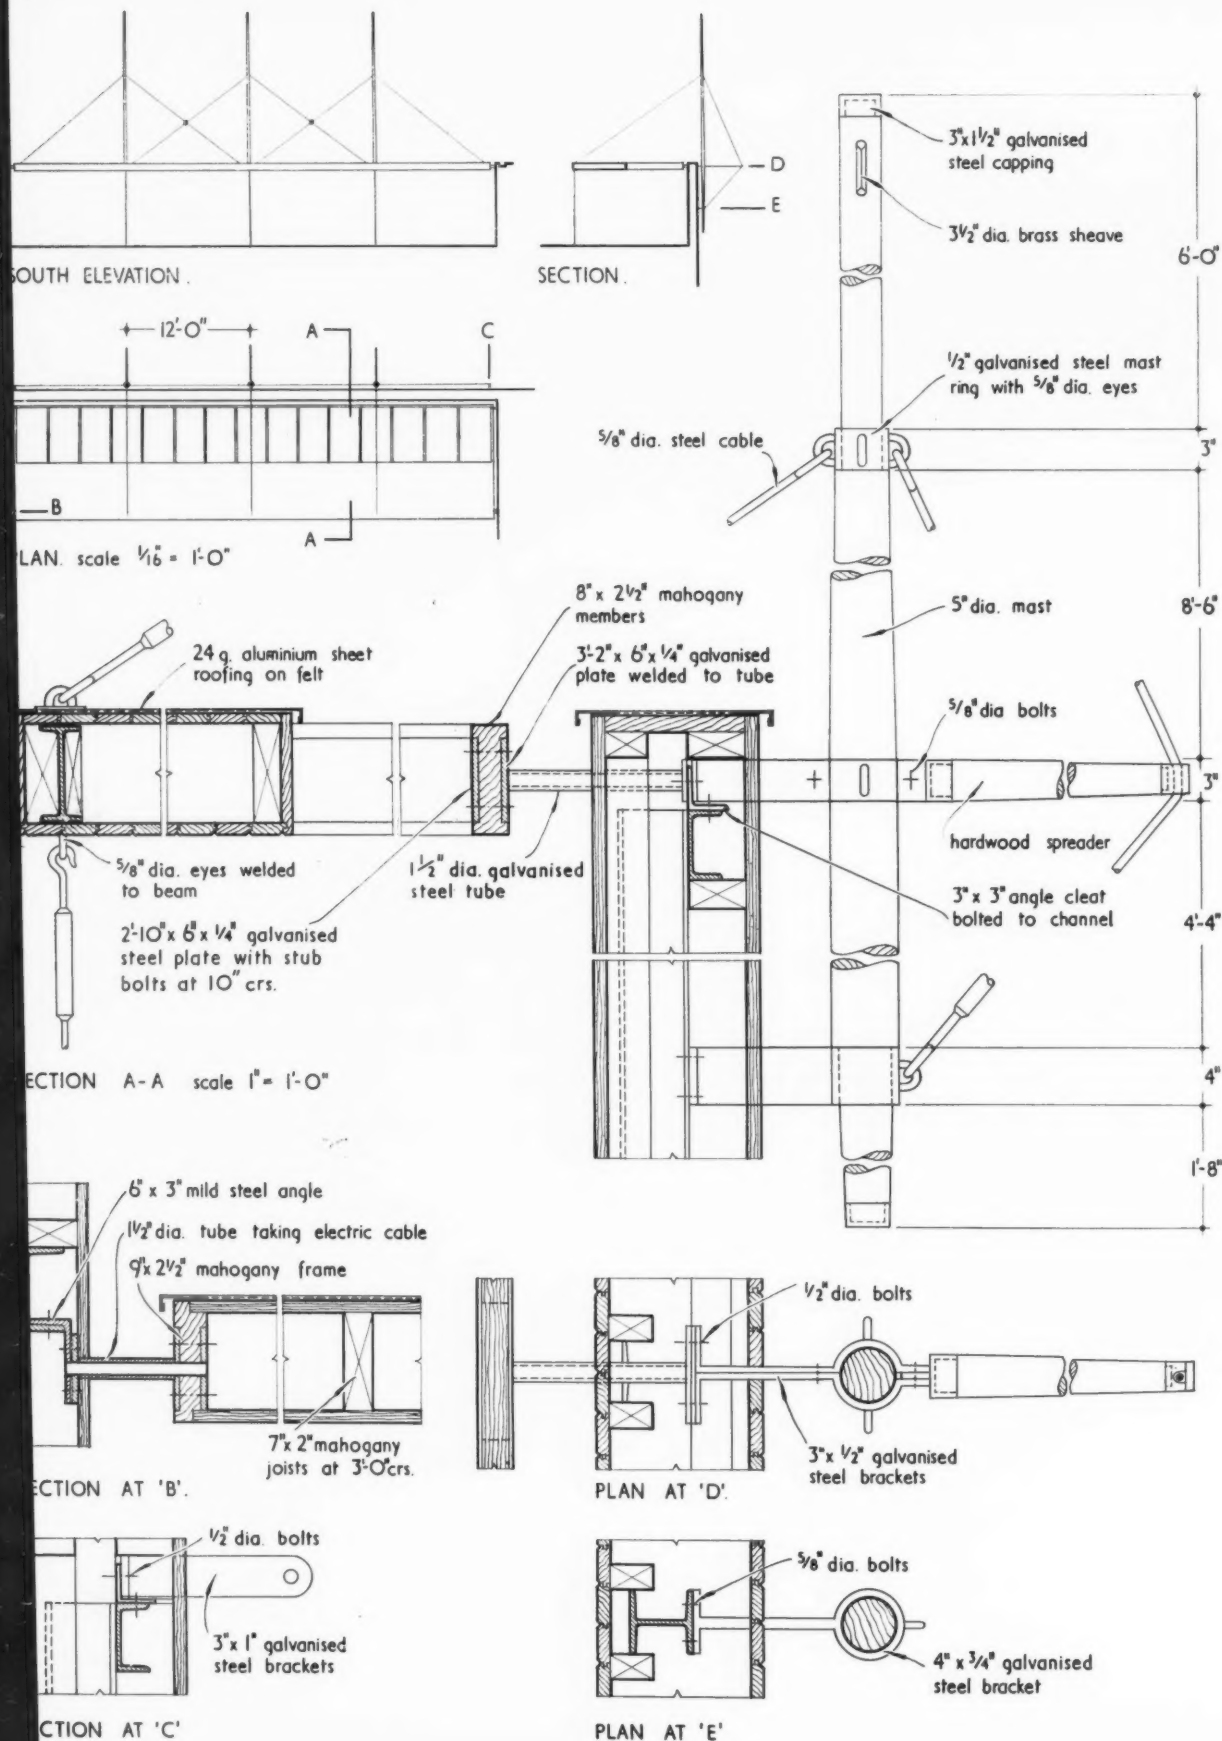 SOUTH ELEVATION.
SECTION.
D
E
12'-0"
A
C
B
A
PLAN. scale 1/16" = 1'-0"
3"x1½" galvanised
steel capping
3½" dia. brass sheave
6'-0"
½" galvanised steel mast
ring with 5/8" dia. eyes
5/8" dia. steel cable
3"
8" x 2½" mahogany
members
5" dia. mast
8'-6"
24 g. aluminium sheet
roofing on felt
3'-2" x 6" x ¼" galvanised
plate welded to tube
5/8" dia bolts
3"
hardwood spreader
5/8" dia. eyes welded
to beam
1½" dia. galvanised
steel tube
3" x 3" angle cleat
bolted to channel
4'-4"
2'-10" x 6" x ¼" galvanised
steel plate with stub
bolts at 10" crs.
SECTION A-A scale 1" = 1'-0"
4"
1'-8"
6" x 3" mild steel angle
1½" dia. tube taking electric cable
9" x 2½" mahogany frame
½" dia. bolts
7" x 2" mahogany
joists at 3'-0" crs.
3" x ½" galvanised
steel brackets
SECTION AT 'B'.
PLAN AT 'D'.
½" dia. bolts
5/8" dia. bolts
3" x 1" galvanised
steel brackets
4" x ¾" galvanised
steel bracket
SECTION AT 'C'
PLAN AT 'E'